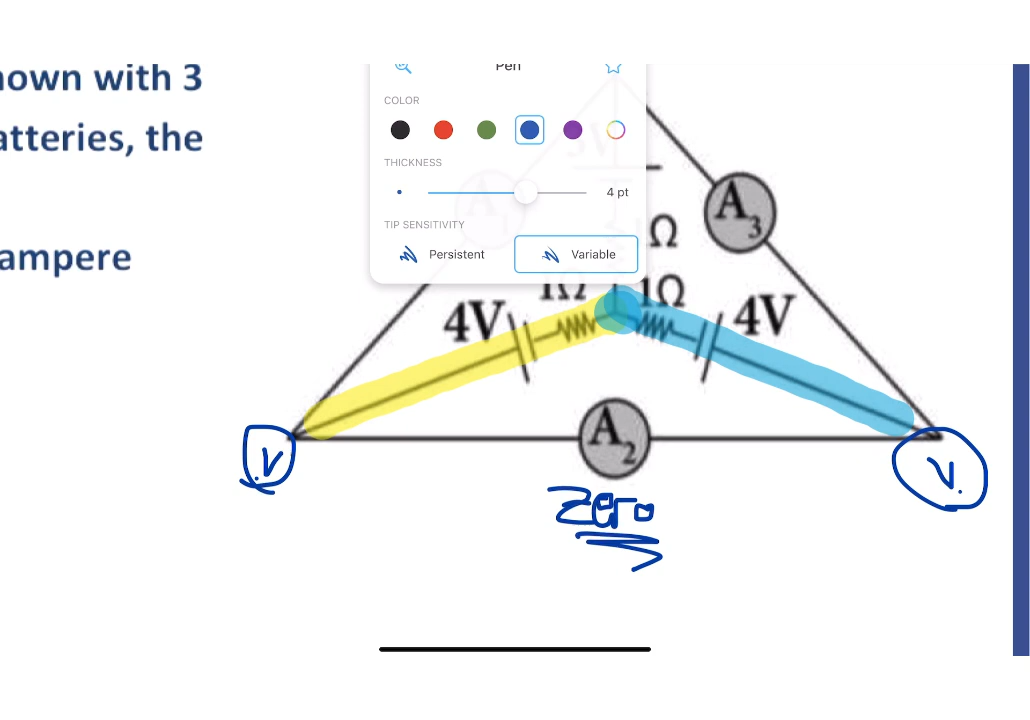 own with 3
atteries, the
ampere
Pen
COLOR
THICKNESS
4 pt
TIP SENSITIVITY
Persistent
Variable
A3
Ω
1Ω 1Ω
4V 4V
A2
V V
zero